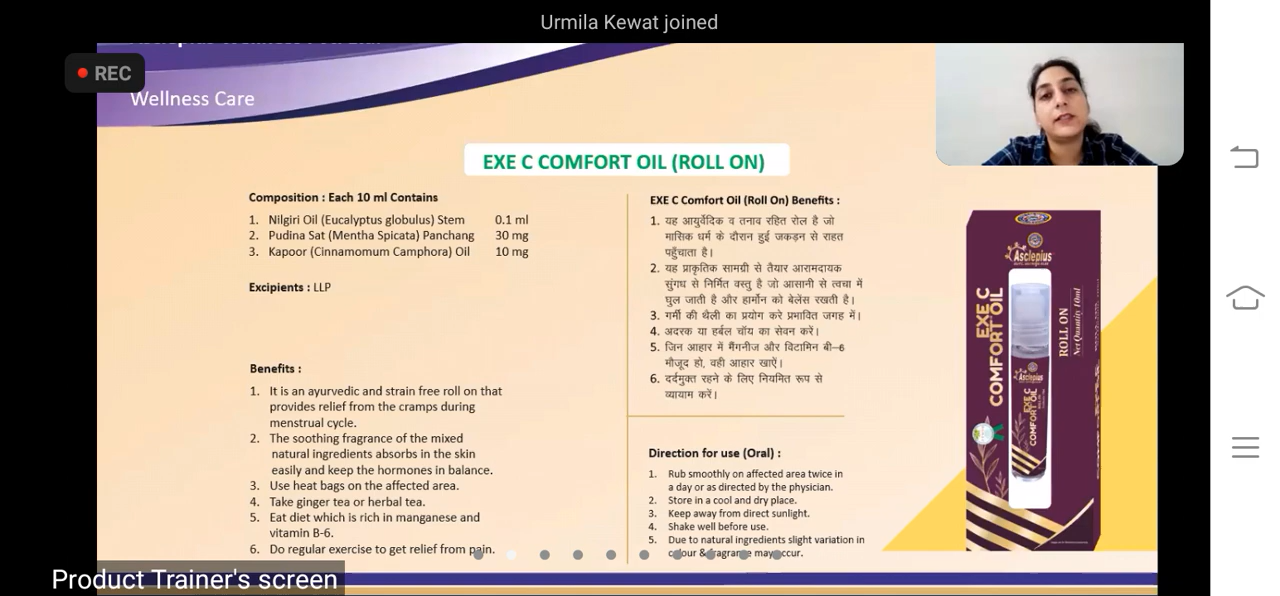 Urmila Kewat joined
REC
Wellness Care
EXE C COMFORT OIL (ROLL ON)
Composition : Each 10 ml Contains
1. Nilgiri Oil (Eucalyptus globulus) Stem 0.1 ml
2. Pudina Sat (Mentha Spicata) Panchang 30 mg
3. Kapoor (Cinnamomum Camphora) Oil 10 mg
Excipients : LLP
Benefits :
1. It is an ayurvedic and strain free roll on that
provides relief from the cramps during
menstrual cycle.
2. The soothing fragrance of the mixed
natural ingredients absorbs in the skin
easily and keep the hormones in balance.
3. Use heat bags on the affected area.
4. Take ginger tea or herbal tea.
5. Eat diet which is rich in manganese and
vitamin B-6.
6. Do regular exercise to get relief from pain.
EXE C Comfort Oil (Roll On) Benefits :
1. यह आयुर्वेदिक व तनाव रहित रोल है जो
मासिक धर्म के दौरान हुई जकड़न से राहत
पहुँचाता है।
2. यह प्राकृतिक सामग्री से तैयार आरामदायक
सुंगध से निर्मित वस्तु है जो आसानी से त्वचा में
घुल जाती है और हार्मोन को बेलेंस रखती है।
3. गर्मी की थैली का प्रयोग करे प्रभावित जगह में।
4. अदरक या हर्बल चॉय का सेवन करें।
5. जिन आहार में मैंगनीज और विटामिन बी–6
मौजूद हो, वही आहार खाऐं।
6. दर्दमुक्त रहने के लिए नियमित रूप से
व्यायाम करें।
Direction for use (Oral) :
1. Rub smoothly on affected area twice in
a day or as directed by the physician.
2. Store in a cool and dry place.
3. Keep away from direct sunlight.
4. Shake well before use.
5. Due to natural ingredients slight variation in
colour & fragrance may occur.
Asclepius
EXE C
COMFORT OIL
ROLL ON
Net Quantity 10ml
Asclepius
EXE C
COMFORT OIL
Product Trainer's screen